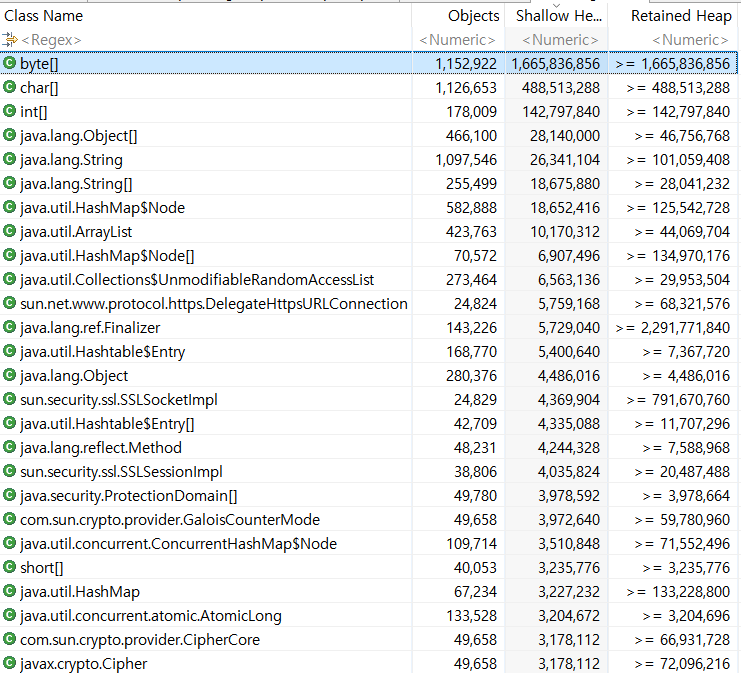 Class Name Objects Shallow He... Retained Heap
<Regex> <Numeric> <Numeric> <Numeric>
byte[] 1,152,922 1,665,836,856 >= 1,665,836,856
char[] 1,126,653 488,513,288 >= 488,513,288
int[] 178,009 142,797,840 >= 142,797,840
java.lang.Object[] 466,100 28,140,000 >= 46,756,768
java.lang.String 1,097,546 26,341,104 >= 101,059,408
java.lang.String[] 255,499 18,675,880 >= 28,041,232
java.util.HashMap$Node 582,888 18,652,416 >= 125,542,728
java.util.ArrayList 423,763 10,170,312 >= 44,069,704
java.util.HashMap$Node[] 70,572 6,907,496 >= 134,970,176
java.util.Collections$UnmodifiableRandomAccessList 273,464 6,563,136 >= 29,953,504
sun.net.www.protocol.https.DelegateHttpsURLConnection 24,824 5,759,168 >= 68,321,576
java.lang.ref.Finalizer 143,226 5,729,040 >= 2,291,771,840
java.util.Hashtable$Entry 168,770 5,400,640 >= 7,367,720
java.lang.Object 280,376 4,486,016 >= 4,486,016
sun.security.ssl.SSLSocketImpl 24,829 4,369,904 >= 791,670,760
java.util.Hashtable$Entry[] 42,709 4,335,088 >= 11,707,296
java.lang.reflect.Method 48,231 4,244,328 >= 7,588,968
sun.security.ssl.SSLSessionImpl 38,806 4,035,824 >= 20,487,488
java.security.ProtectionDomain[] 49,780 3,978,592 >= 3,978,664
com.sun.crypto.provider.GaloisCounterMode 49,658 3,972,640 >= 59,780,960
java.util.concurrent.ConcurrentHashMap$Node 109,714 3,510,848 >= 71,552,496
short[] 40,053 3,235,776 >= 3,235,776
java.util.HashMap 67,234 3,227,232 >= 133,228,800
java.util.concurrent.atomic.AtomicLong 133,528 3,204,672 >= 3,204,696
com.sun.crypto.provider.CipherCore 49,658 3,178,112 >= 66,931,728
javax.crypto.Cipher 49,658 3,178,112 >= 72,096,216